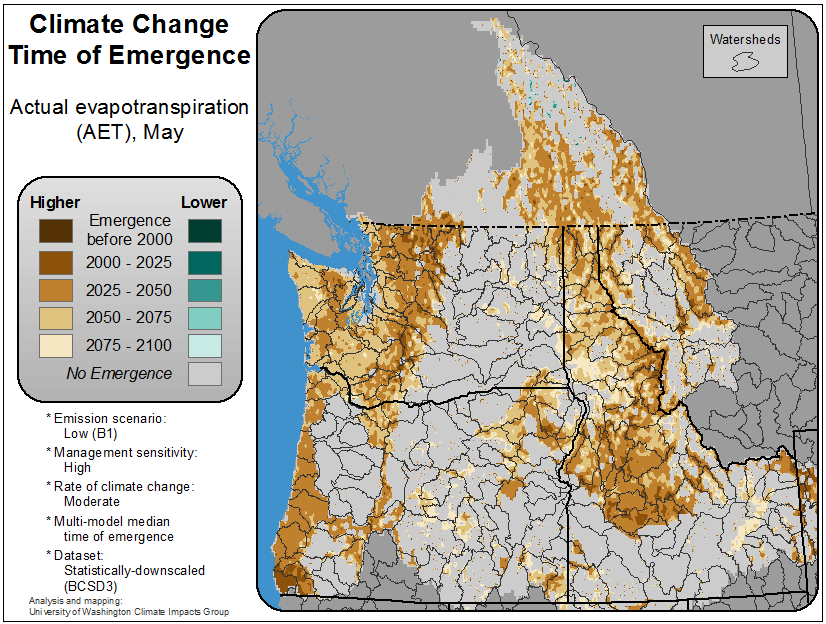 Climate Change
Time of Emergence
Actual evapotranspiration
(AET), May
Higher
Lower
Emergence
before 2000
2000 - 2025
2025 - 2050
2050 - 2075
2075 - 2100
No Emergence
* Emission scenario:
Low (B1)
* Management sensitivity:
High
* Rate of climate change:
Moderate
* Multi-model median
time of emergence
* Dataset:
Statistically-downscaled
(BCSD3)
Analysis and mapping:
University of Washington Climate Impacts Group
Watersheds